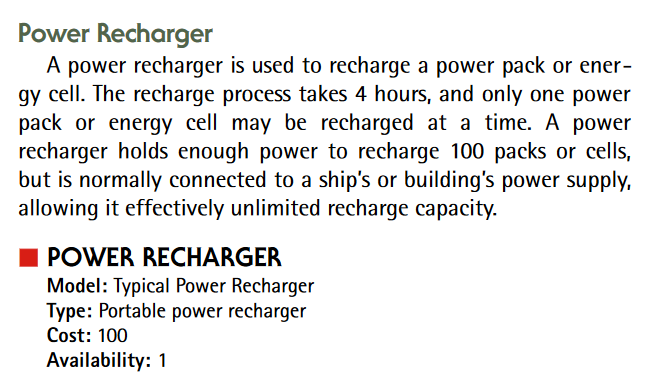 Power Recharger
A power recharger is used to recharge a power pack or ener-
gy cell. The recharge process takes 4 hours, and only one power
pack or energy cell may be recharged at a time. A power
recharger holds enough power to recharge 100 packs or cells,
but is normally connected to a ship's or building's power supply,
allowing it effectively unlimited recharge capacity.
POWER RECHARGER
Model: Typical Power Recharger
Type: Portable power recharger
Cost: 100
Availability: 1